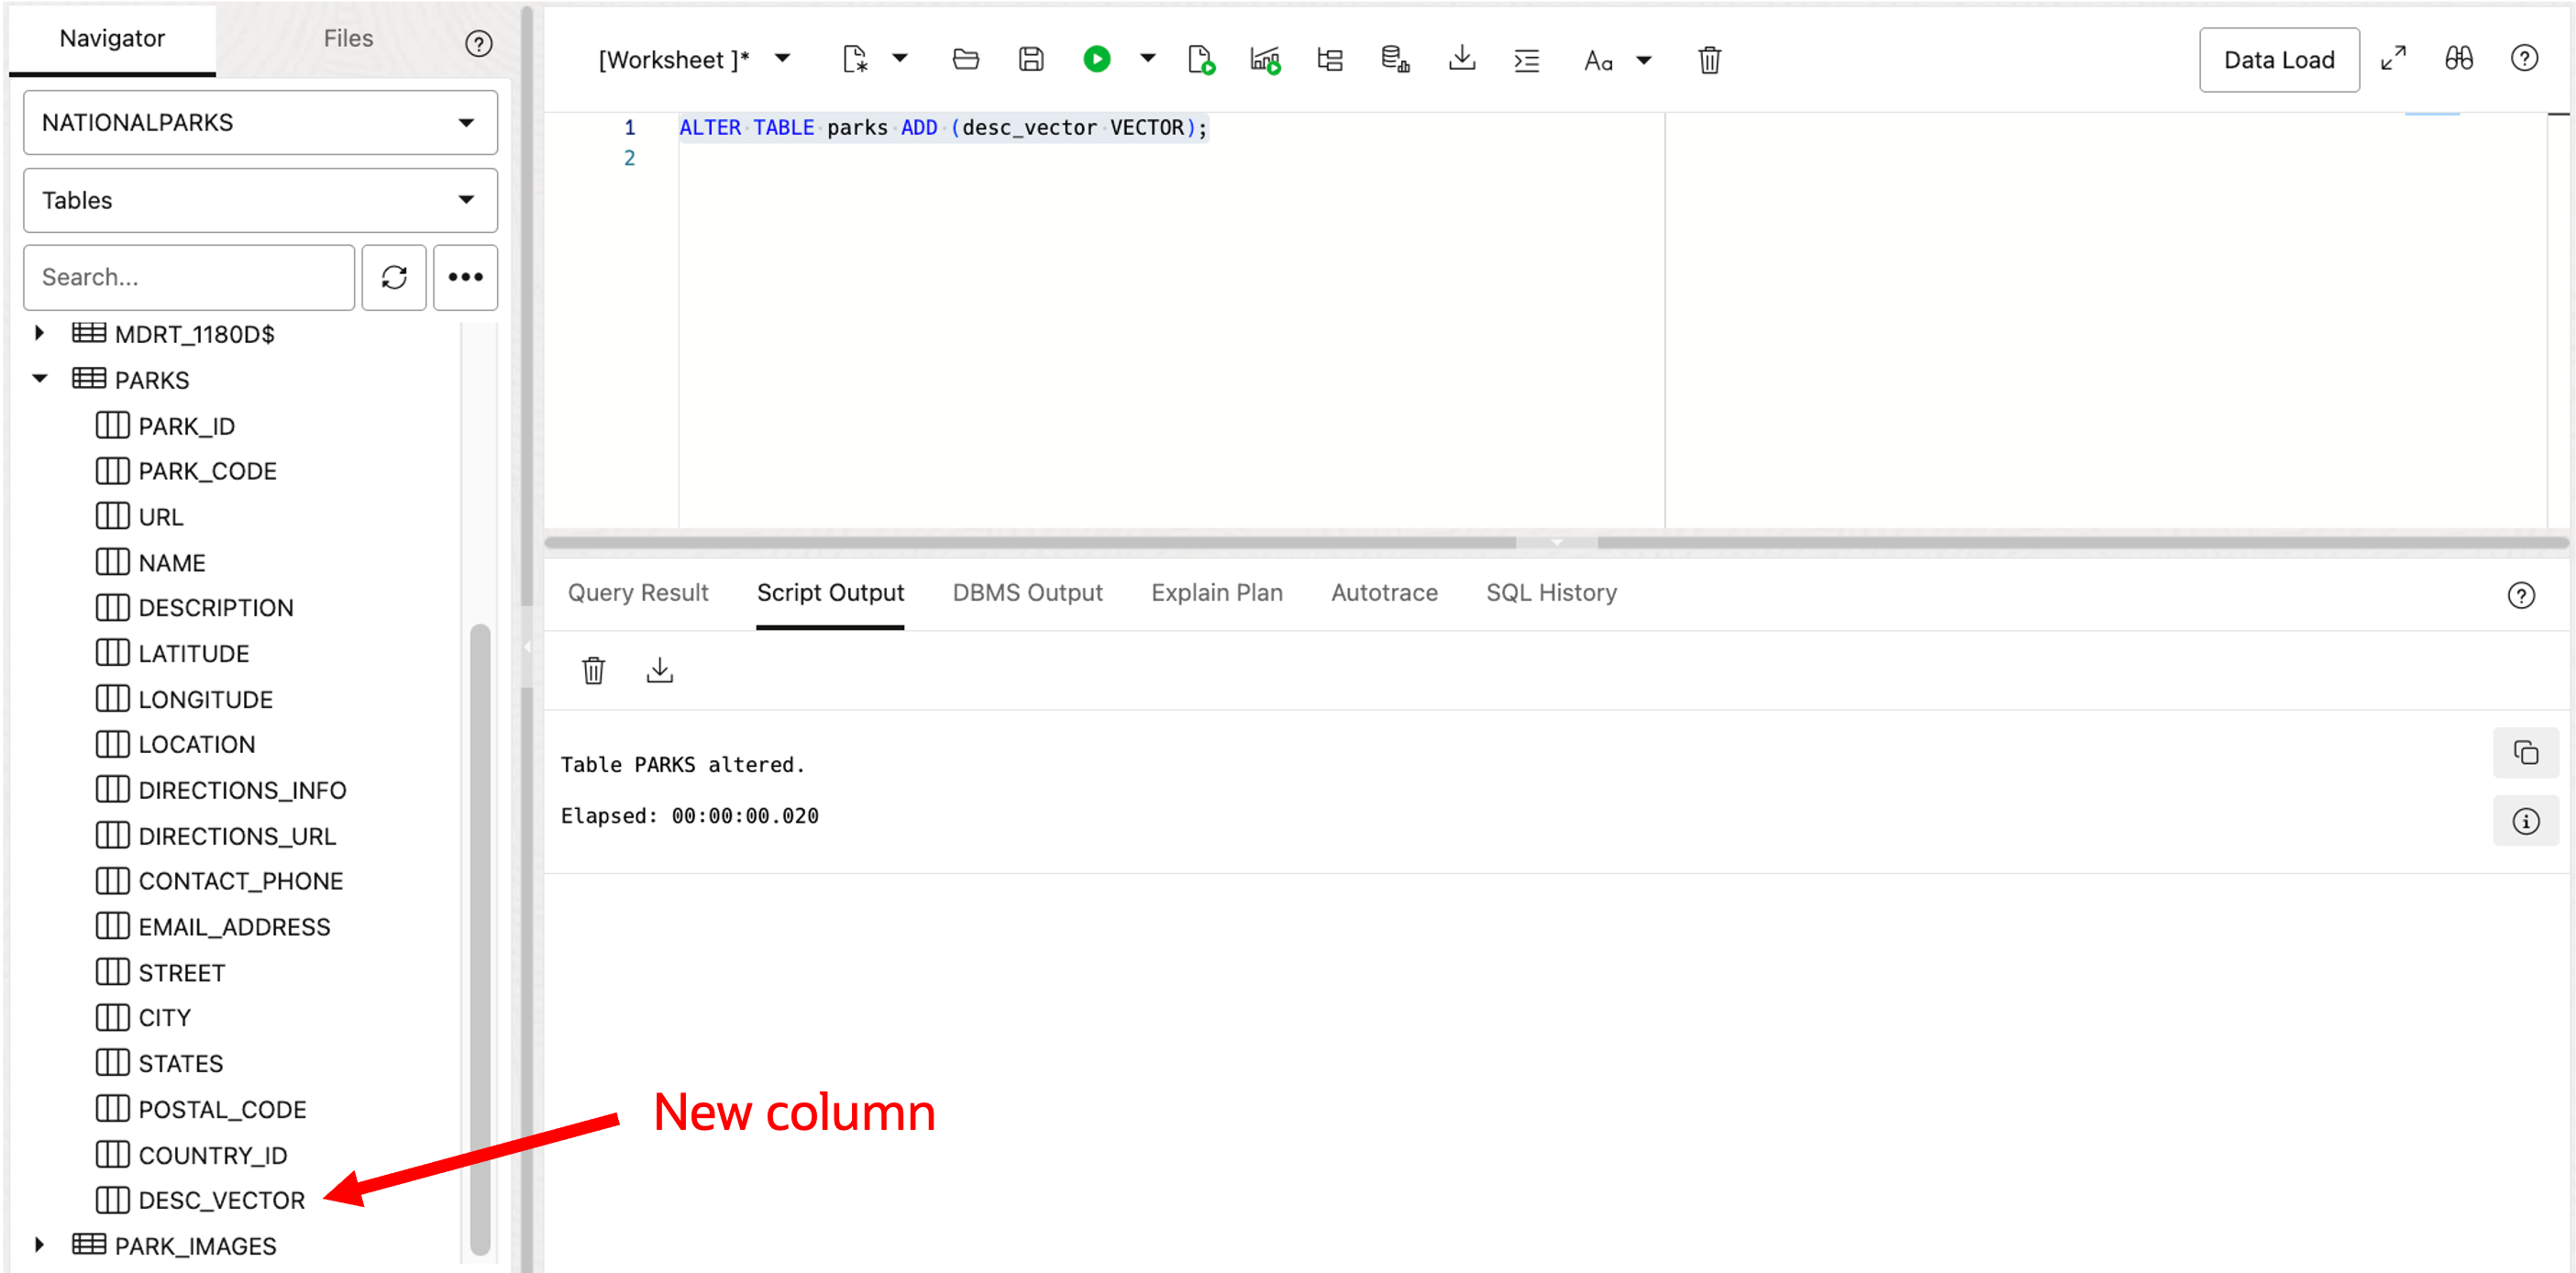 Navigator
Files
NATIONALPARKS
Tables
Search...
MDRT_1180D$
PARKS
PARK_ID
PARK_CODE
URL
NAME
DESCRIPTION
LATITUDE
LONGITUDE
LOCATION
DIRECTIONS_INFO
DIRECTIONS_URL
CONTACT_PHONE
EMAIL_ADDRESS
STREET
CITY
STATES
POSTAL_CODE
COUNTRY_ID
DESC_VECTOR
PARK_IMAGES
New column
[Worksheet ]*
Aa
Data Load
1 ALTER TABLE parks ADD (desc_vector VECTOR);
2
Query Result Script Output DBMS Output Explain Plan Autotrace SQL History
Table PARKS altered.
Elapsed: 00:00:00.020